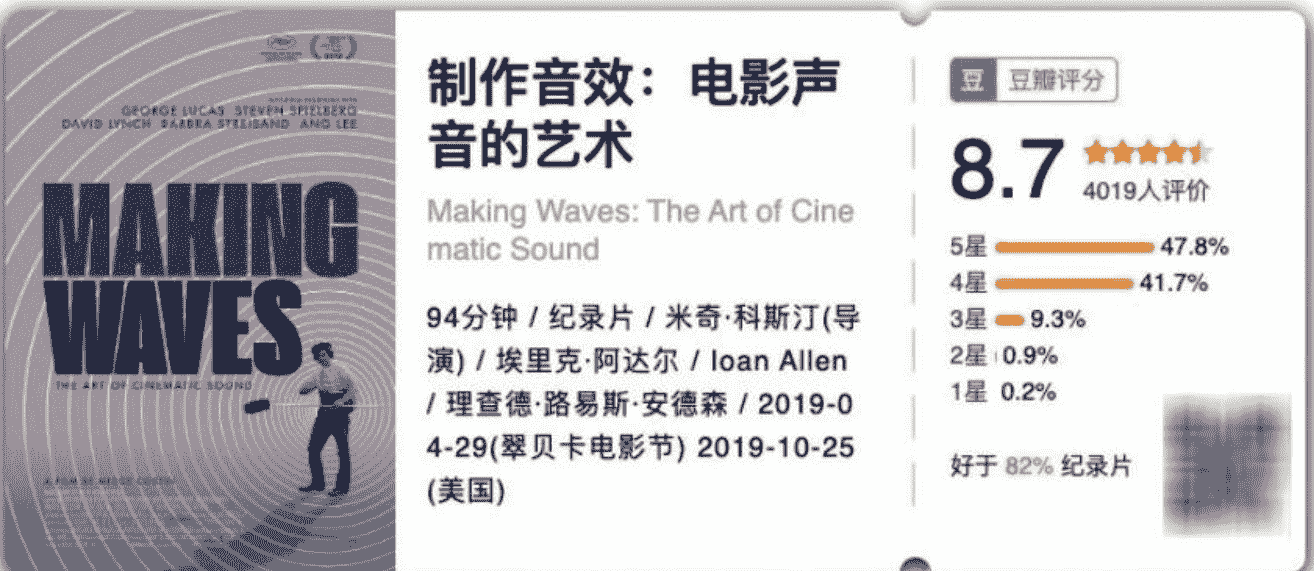 GEORGE LUCAS STEVEN SPIELBERG
DAVID LYNCH BARBRA STREISAND ANG LEE
MAKING
WAVES
THE ART OF CINEMATIC SOUND
制作音效：电影声
音的艺术
Making Waves: The Art of Cine
matic Sound
94分钟 / 纪录片 / 米奇·科斯汀(导
演) / 埃里克·阿达尔 / Ioan Allen
/ 理查德·路易斯·安德森 / 2019-0
4-29(翠贝卡电影节) 2019-10-25
(美国)
豆 豆瓣评分
8.7
4019人评价
5星 47.8%
4星 41.7%
3星 9.3%
2星 0.9%
1星 0.2%
好于 82% 纪录片